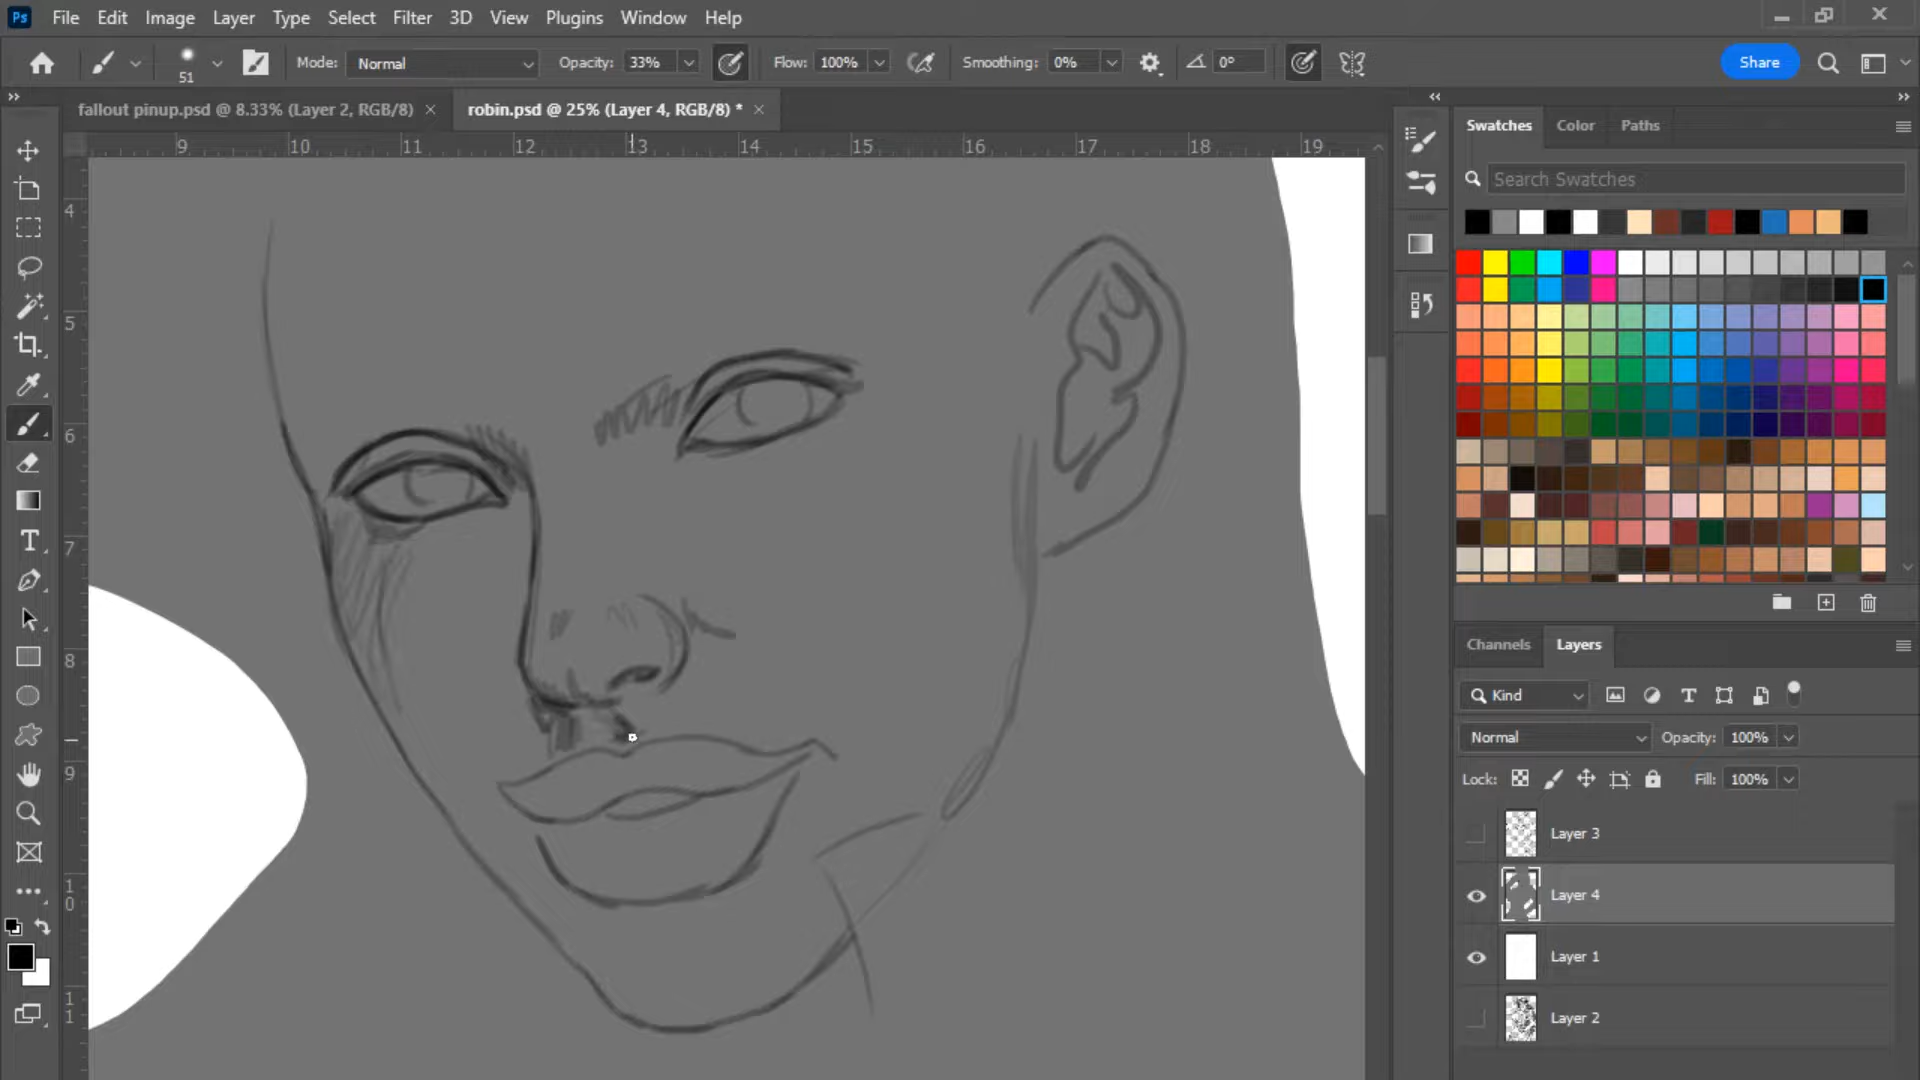 Ps File Edit Image Layer Type Select Filter 3D View Plugins Window Help
51 Mode: Normal Opacity: 33% Flow: 100% Smoothing: 0% 0° Share
fallout pinup.psd @ 8.33% (Layer 2, RGB/8) robin.psd @ 25% (Layer 4, RGB/8) *
9 10 11 12 13 14 15 16 17 18 19
4
5
6
7
8
9
1
0
1
1
Swatches Color Paths
Search Swatches
Channels Layers
Kind
Normal Opacity: 100%
Lock: Fill: 100%
Layer 3
Layer 4
Layer 1
Layer 2